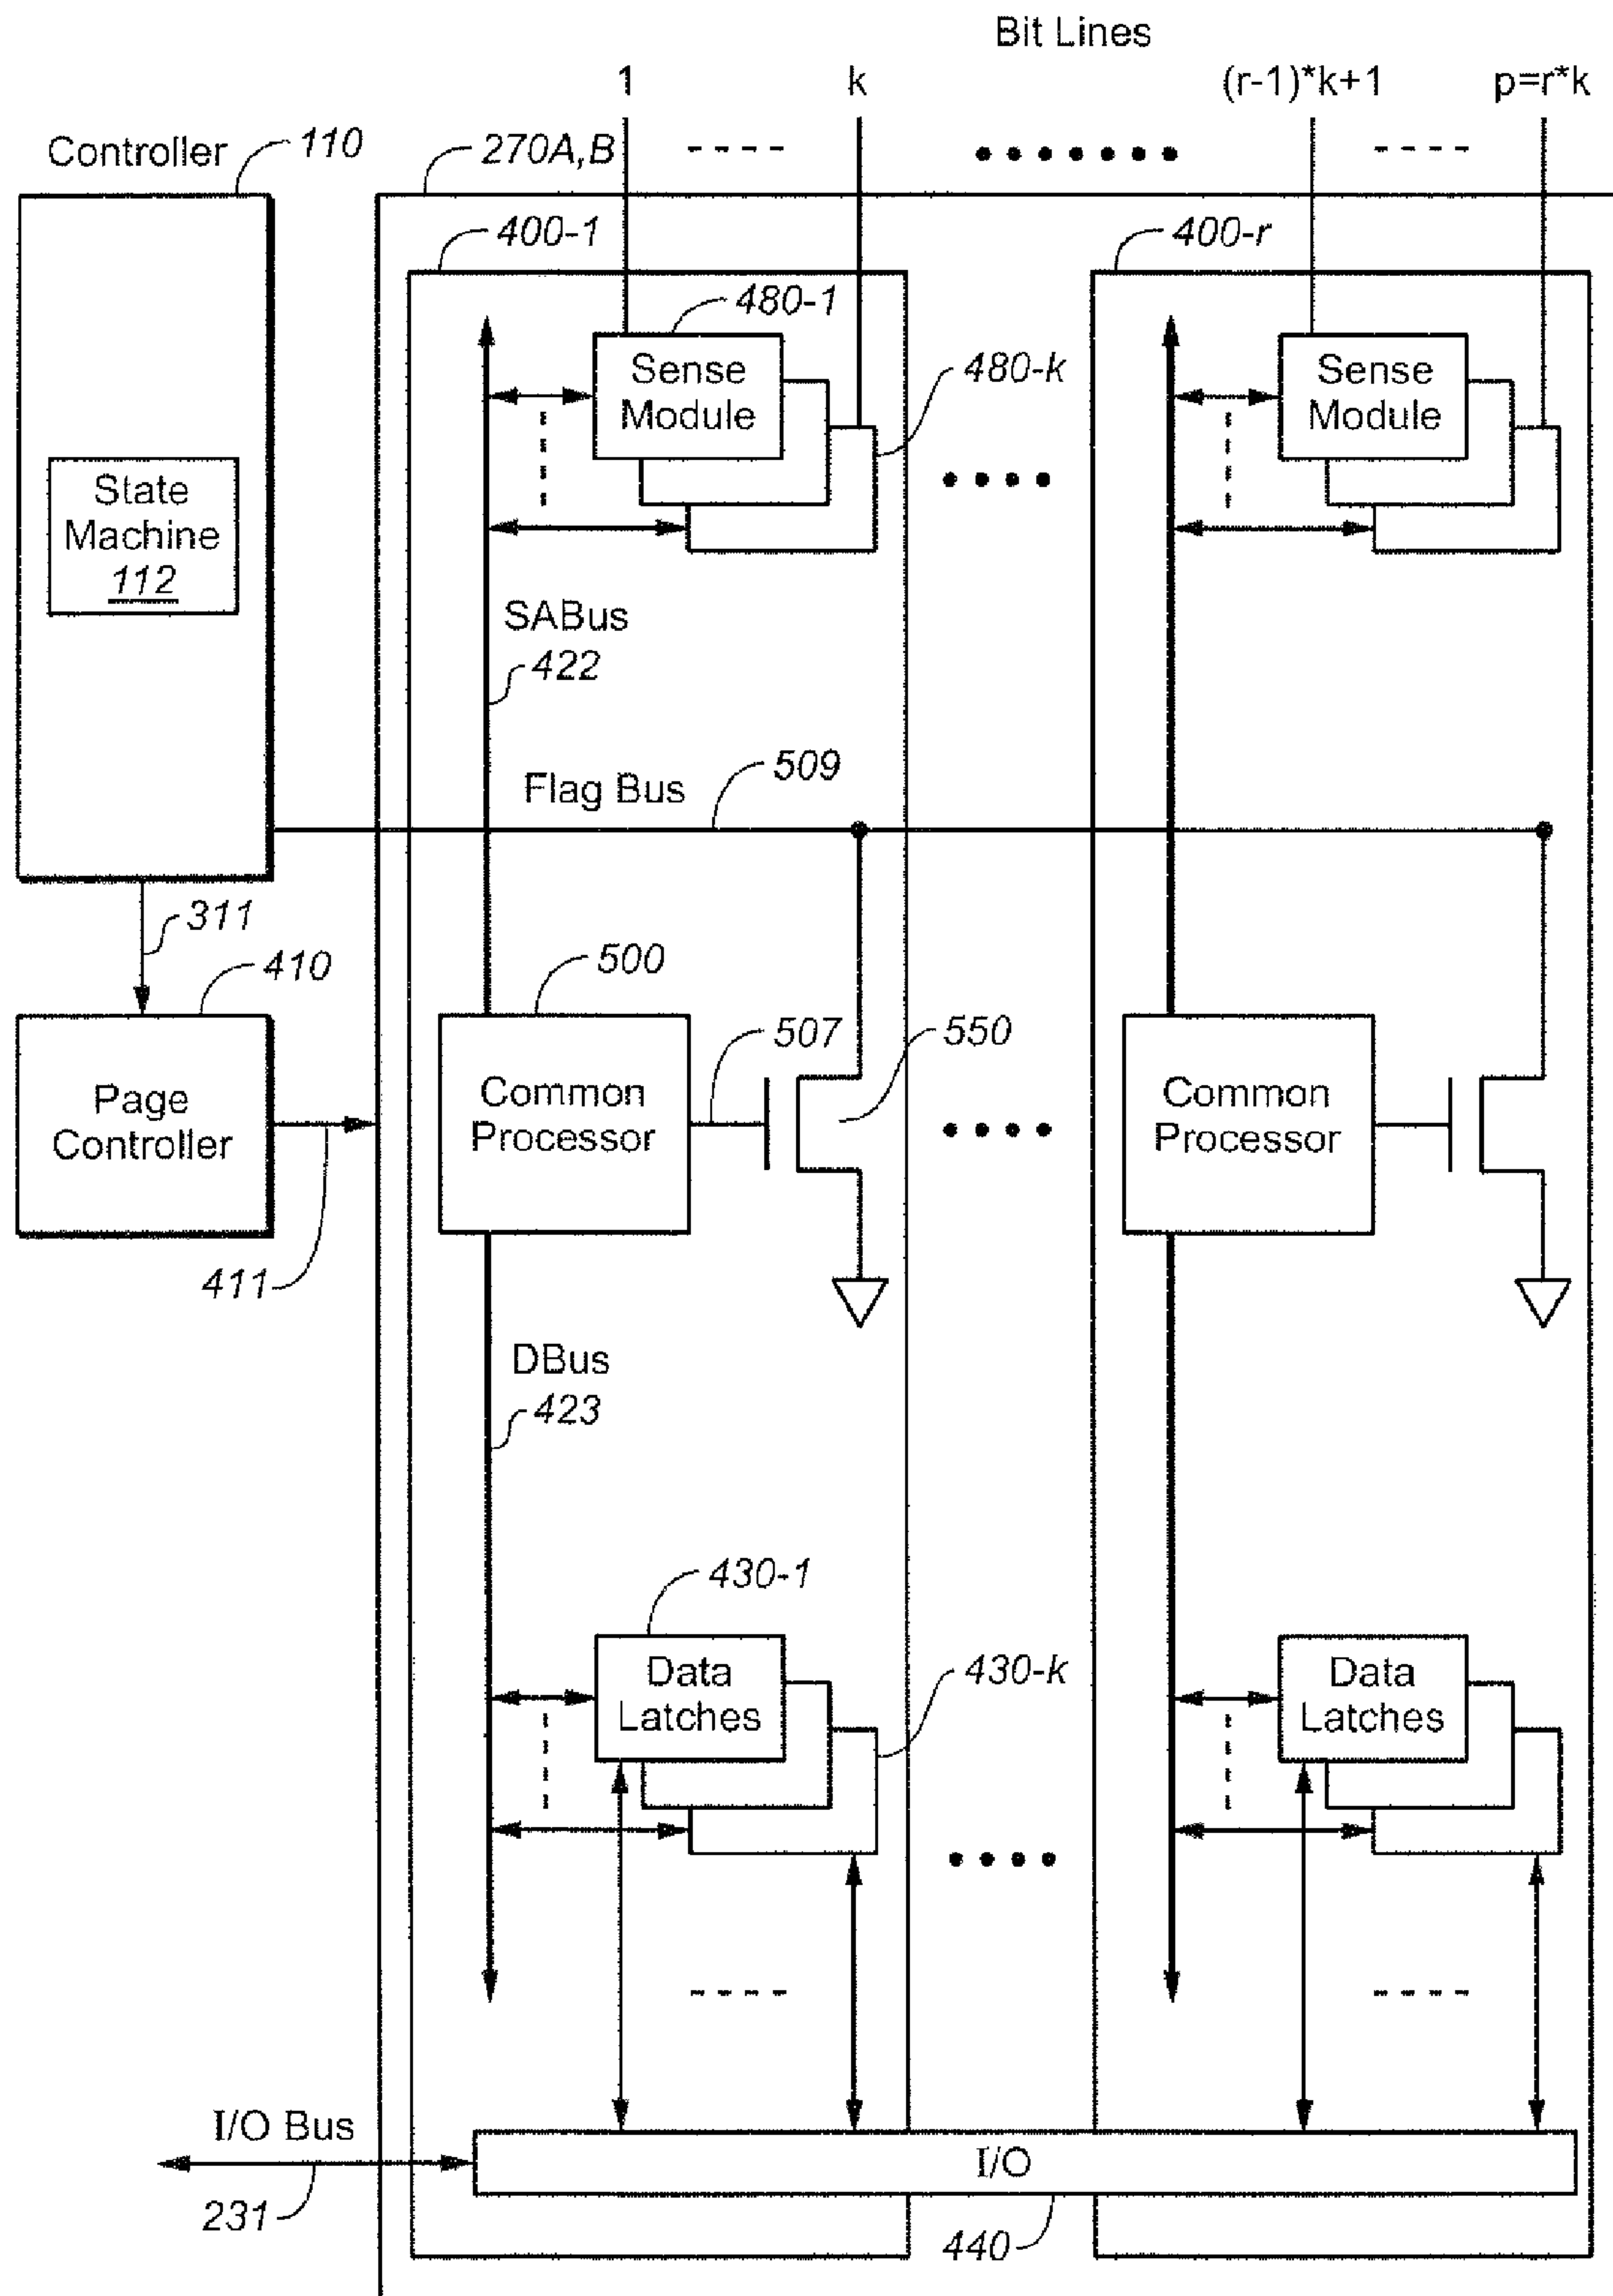 Bit Lines
1
k
(r-1)*k+1
p=r*k
Controller
110
270A,B
400-1
400-r
480-1
Sense
Module
480-k
Sense
Module
State
Machine
112
SABus
422
Flag Bus
509
311
410
500
507
550
Page
Controller
Common
Processor
Common
Processor
411
DBus
423
430-1
Data
Latches
430-k
Data
Latches
I/O Bus
231
I/O
440